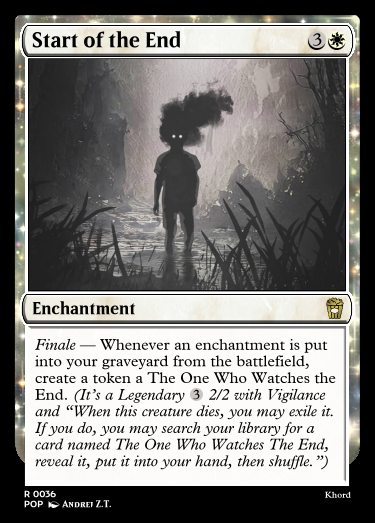 Start of the End 3
Enchantment
Finale — Whenever an enchantment is put
into your graveyard from the battlefield,
create a token a The One Who Watches the
End. (It's a Legendary 3 2/2 with Vigilance
and “When this creature dies, you may exile it.
If you do, you may search your library for a
card named The One Who Watches The End,
reveal it, put it into your hand, then shuffle.”)
R 0036
POP ANDREI Z.T.
Khord